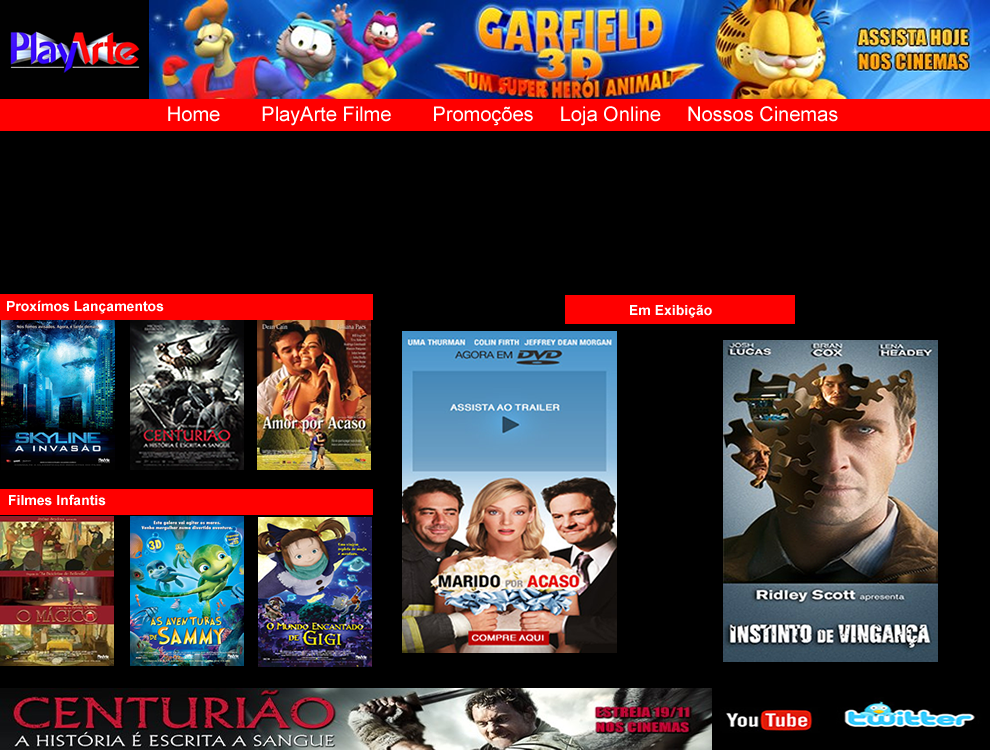 PlayArte
GARFIELD
3D
UM SUPER HERÓI ANIMAL
ASSISTA HOJE
NOS CINEMAS
Home PlayArte Filme Promoções Loja Online Nossos Cinemas
Proxímos Lançamentos
SKYLINE
A INVASÃO
CENTURIÃO
A HISTÓRIA É ESCRITA A SANGUE
Dean Cain
Amor por Acaso
Filmes Infantis
O MÁGICO
3D
AS AVENTURAS
DE SAMMY
O MUNDO ENCANTADO
DE GIGI
Em Exibição
UMA THURMAN COLIN FIRTH JEFFREY DEAN MORGAN
AGORA EM DVD
ASSISTA AO TRAILER
MARIDO POR ACASO
COMPRE AQUI
JOSH LUCAS
BRIAN COX
LENA HEADEY
Ridley Scott apresenta
INSTINTO DE VINGANÇA
CENTURIÃO
A HISTÓRIA É ESCRITA A SANGUE
ESTREIA 19/11
NOS CINEMAS
YouTube
twitter